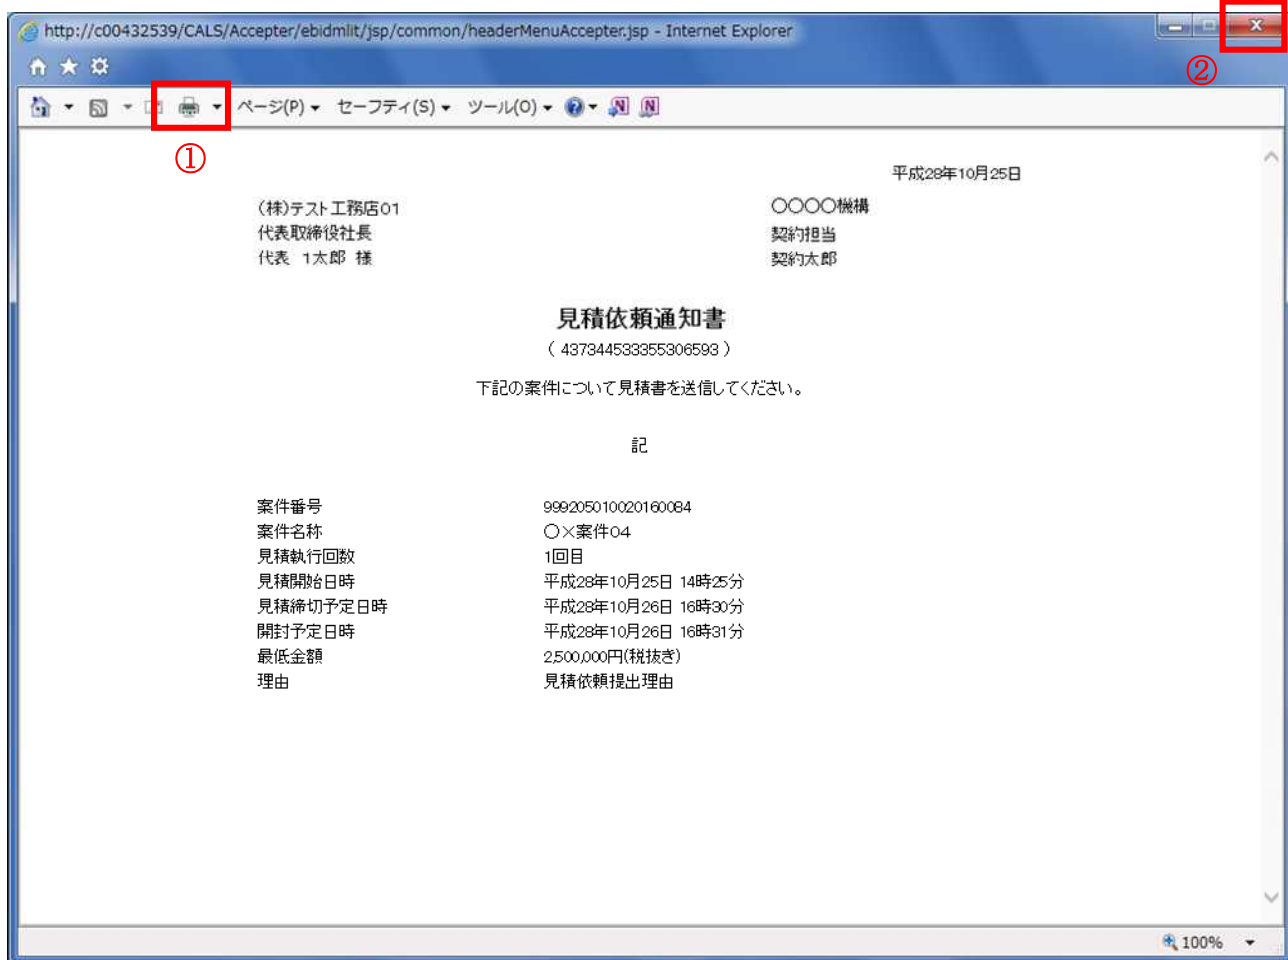 http://c00432539/CALS/Accepter/ebidmlit/jsp/common/headerMenuAccepter.jsp - Internet Explorer
②
ページ(P) セーフティ(S) ツール(O)
①
平成28年10月25日
(株)テスト工務店01
〇〇〇〇機構
代表取締役社長
契約担当
代表 1太郎 様
契約太郎
見積依頼通知書
( 437344533355306593 )
下記の案件について見積書を送信してください。
記
案件番号 999205010020160084
案件名称 〇×案件04
見積執行回数 1回目
見積開始日時 平成28年10月25日 14時25分
見積締切予定日時 平成28年10月26日 16時30分
開封予定日時 平成28年10月26日 16時31分
最低金額 2,500,000円(税抜き)
理由 見積依頼提出理由
100%